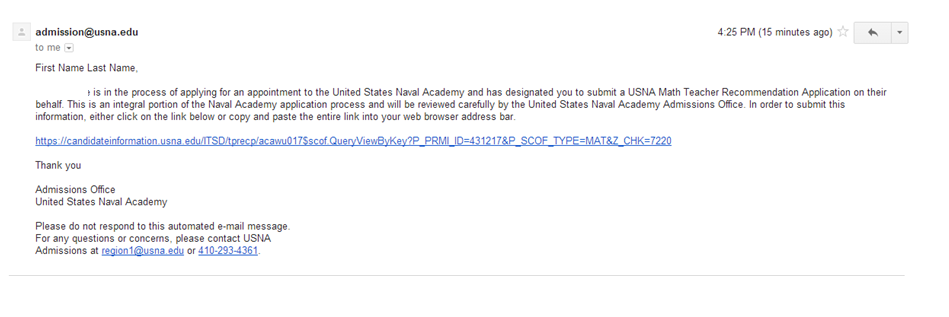 admission@usna.edu
4:25 PM (15 minutes ago)
to me
First Name Last Name,
e is in the process of applying for an appointment to the United States Naval Academy and has designated you to submit a USNA Math Teacher Recommendation Application on their
behalf. This is an integral portion of the Naval Academy application process and will be reviewed carefully by the United States Naval Academy Admissions Office. In order to submit this
information, either click on the link below or copy and paste the entire link into your web browser address bar.
https://candidateinformation.usna.edu/ITSD/tprecp/acawu017$scof.QueryViewByKey?P_PRMI_ID=431217&P_SCOF_TYPE=MAT&Z_CHK=7220
Thank you
Admissions Office
United States Naval Academy
Please do not respond to this automated e-mail message.
For any questions or concerns, please contact USNA
Admissions at region1@usna.edu or 410-293-4361.